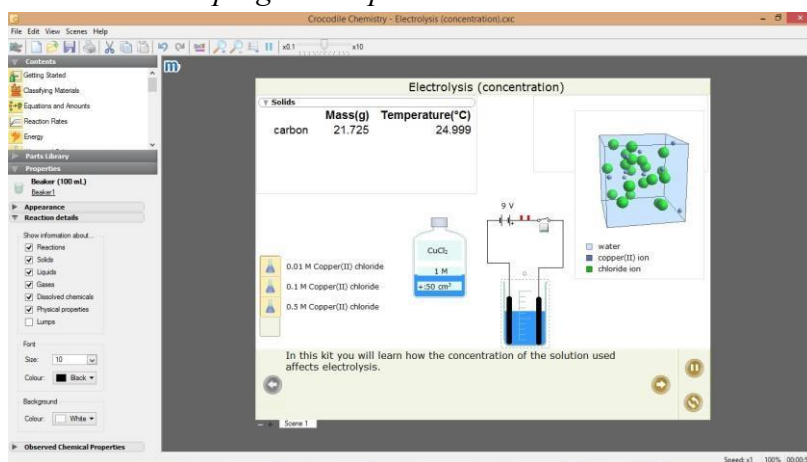 Crocodile Chemistry - Electrolysis (concentration).cxc
File Edit View Scenes Help
x0.1 x10
Contents
Getting Started
Classifying Materials
Equations and Amounts
Reaction Rates
Energy
Parts Library
Properties
Beaker (100 mL)
Beaker1
Appearance
Reaction details
Show information about...
Reactions
Solids
Liquids
Gases
Dissolved chemicals
Physical properties
Lumps
Font
Size: 10
Colour: Black
Background
Colour: White
Observed Chemical Properties
Electrolysis (concentration)
Solids
Mass(g) Temperature(°C)
carbon 21.725 24.999
9 V
CuCl₂
1 M
50 cm³
0.01 M Copper(II) chloride
0.1 M Copper(II) chloride
0.5 M Copper(II) chloride
water
copper(II) ion
chloride ion
In this kit you will learn how the concentration of the solution used
affects electrolysis.
Scene 1
Speed: x1 100%